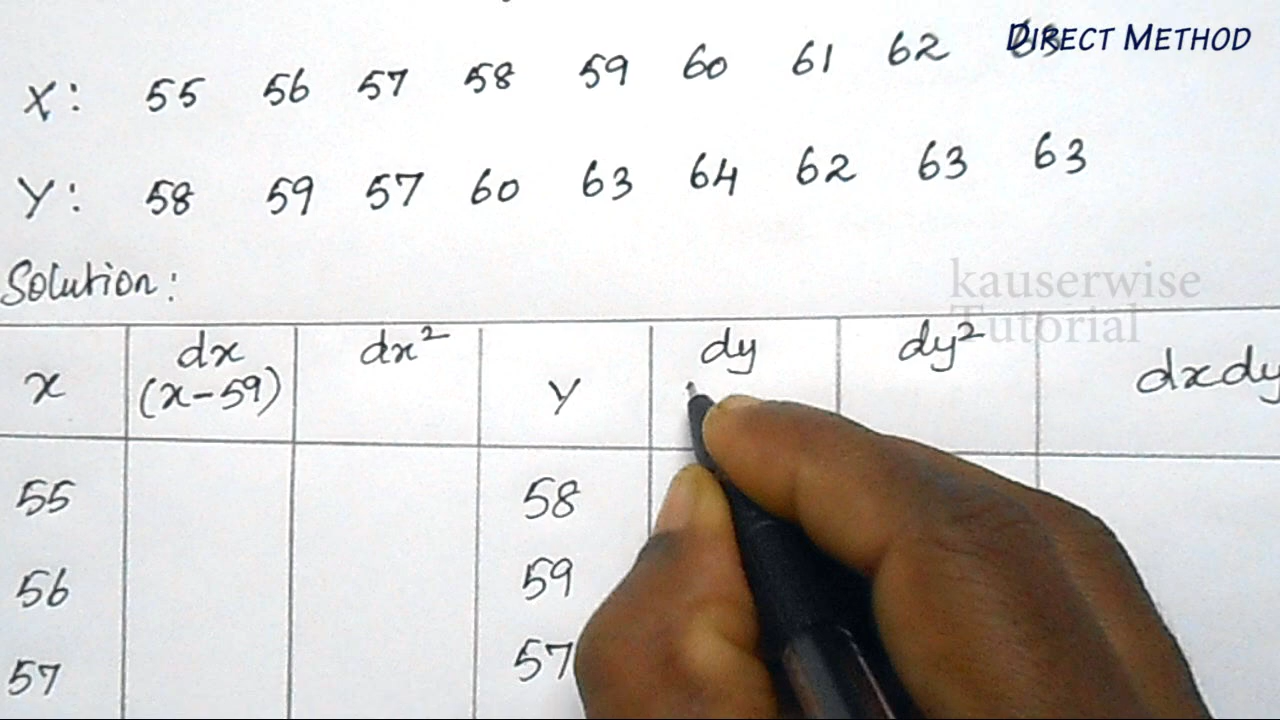 DIRECT METHOD
X: 55 56 57 58 59 60 61 62 63
Y: 58 59 57 60 63 64 62 63 63
Solution:
kauserwise
Tutorial
x dx dx² Y dy dy² dxdy
(x-59)
55 58
56 59
57 57